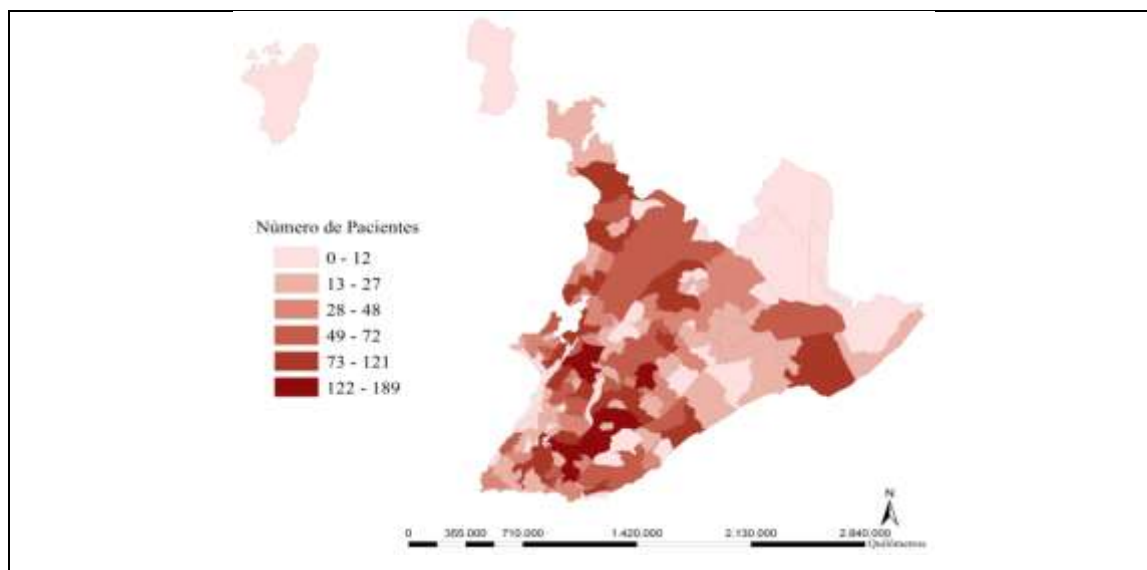 Número de Pacientes
0 - 12
13 - 27
28 - 48
49 - 72
73 - 121
122 - 189
N
0 355.000 710.000 1.420.000 2.130.000 2.840.000
Quilômetros